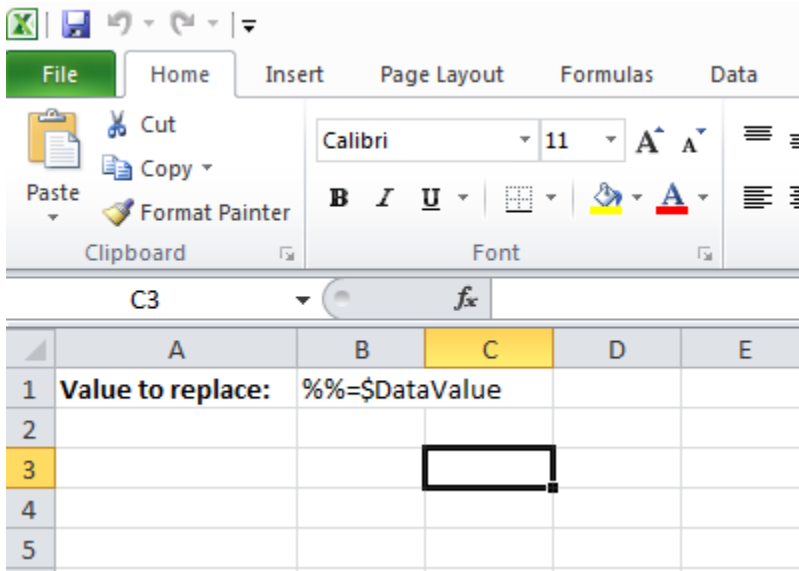 File Home Insert Page Layout Formulas Data
Cut
Calibri 11 A A
Copy
Paste
B I U A
Format Painter
Clipboard Font
C3 fx
A B C D E
1 Value to replace: %%=$DataValue
2
3
4
5